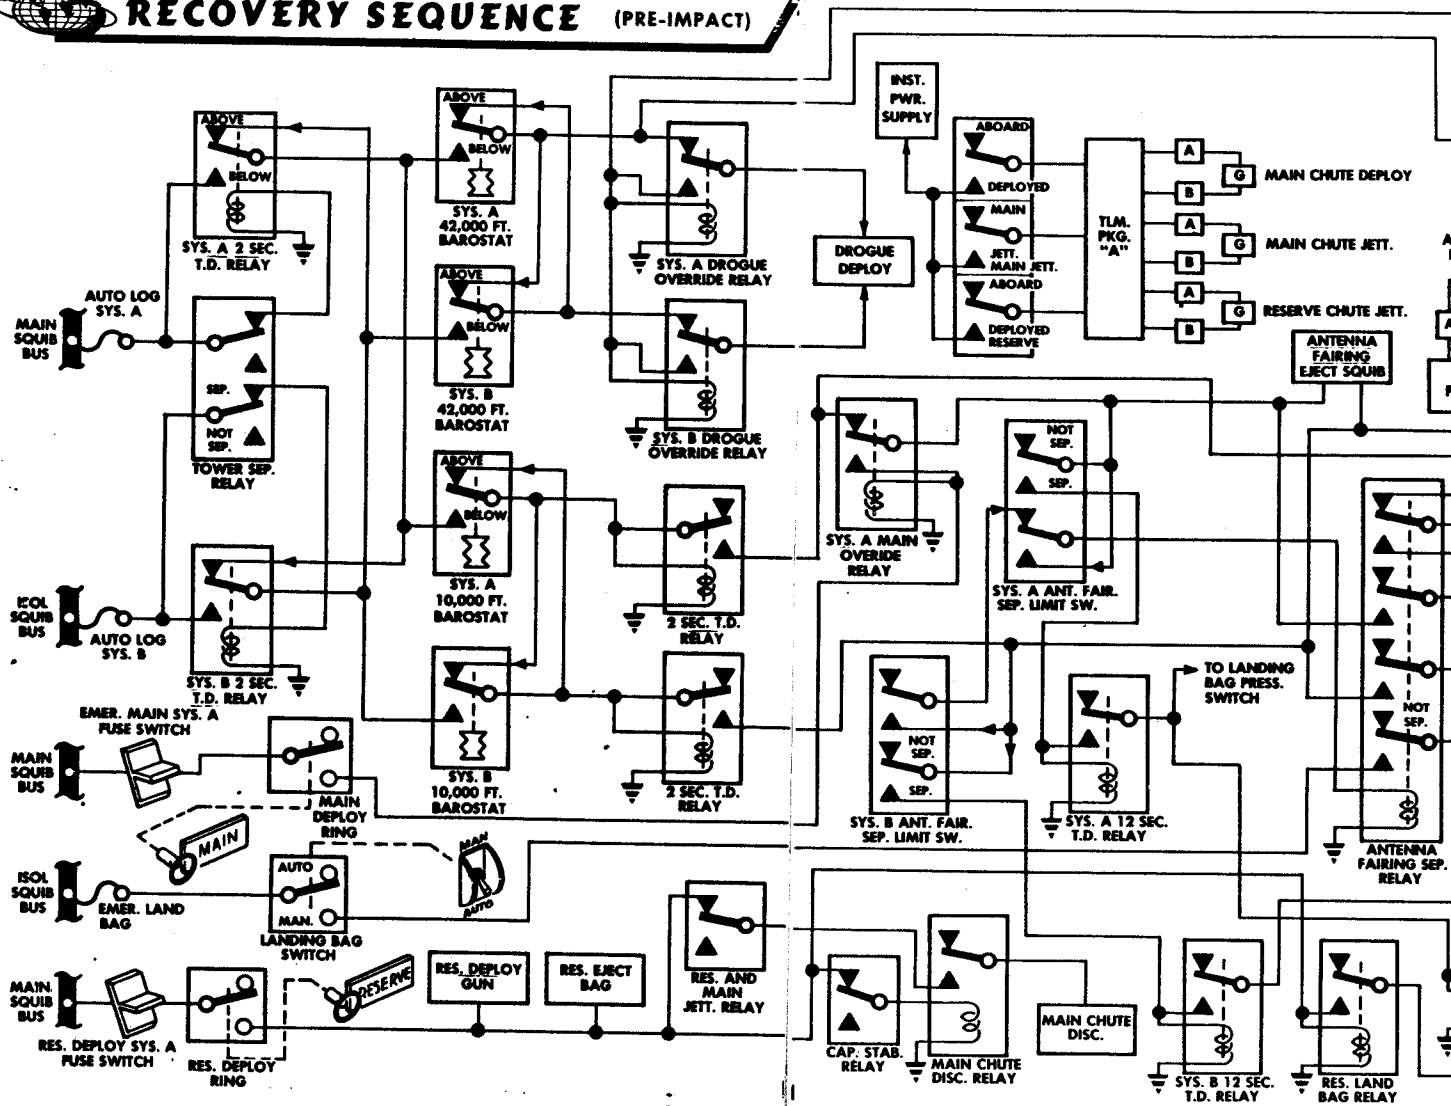 RECOVERY SEQUENCE (PRE-IMPACT)
ABOVE
BELOW
SYS. A 2 SEC.
T.D. RELAY
ABOVE
BELOW
SYS. A
42,000 FT.
BAROSTAT
SYS. A DROGUE
OVERRIDE RELAY
INST.
PWR.
SUPPLY
DROGUE
DEPLOY
ABOARD
DEPLOYED
MAIN
JETT.
MAIN JETT.
ABOARD
DEPLOYED
RESERVE
TLM.
PKG.
"A"
A
B
G
MAIN CHUTE DEPLOY
A
B
G
MAIN CHUTE JETT.
A
B
G
RESERVE CHUTE JETT.
AUTO LOG
SYS. A
MAIN
SQUIB
BUS
SEP.
NOT
SEP.
TOWER SEP.
RELAY
ABOVE
BELOW
SYS. B
42,000 FT.
BAROSTAT
SYS. B DROGUE
OVERRIDE RELAY
ANTENNA
FAIRING
EJECT SQUIB
ABOVE
BELOW
SYS. A
10,000 FT.
BAROSTAT
2 SEC. T.D.
RELAY
SYS. A MAIN
OVERIDE
RELAY
NOT
SEP.
SEP.
SYS. A ANT. FAIR.
SEP. LIMIT SW.
ISOL
SQUIB
BUS
AUTO LOG
SYS. B
SYS. B 2 SEC.
T.D. RELAY
ABOVE
SYS. B
10,000 FT.
BAROSTAT
2 SEC. T.D.
RELAY
NOT
SEP.
SEP.
SYS. B ANT. FAIR.
SEP. LIMIT SW.
TO LANDING
BAG PRESS.
SWITCH
SYS. A 12 SEC.
T.D. RELAY
NOT
SEP.
ANTENNA
FAIRING SEP.
RELAY
EMER. MAIN SYS. A
FUSE SWITCH
MAIN
SQUIB
BUS
MAIN
DEPLOY
RING
MAIN
AUTO
MAN.
LANDING BAG
SWITCH
MAN
AUTO
ISOL
SQUIB
BUS
EMER. LAND
BAG
MAIN
SQUIB
BUS
RES. DEPLOY SYS. A
FUSE SWITCH
RES. DEPLOY
RING
RESERVE
RES. DEPLOY
GUN
RES. EJECT
BAG
RES. AND
MAIN
JETT. RELAY
CAP. STAB.
RELAY
MAIN CHUTE
DISC. RELAY
MAIN CHUTE
DISC.
SYS. B 12 SEC.
T.D. RELAY
RES. LAND
BAG RELAY